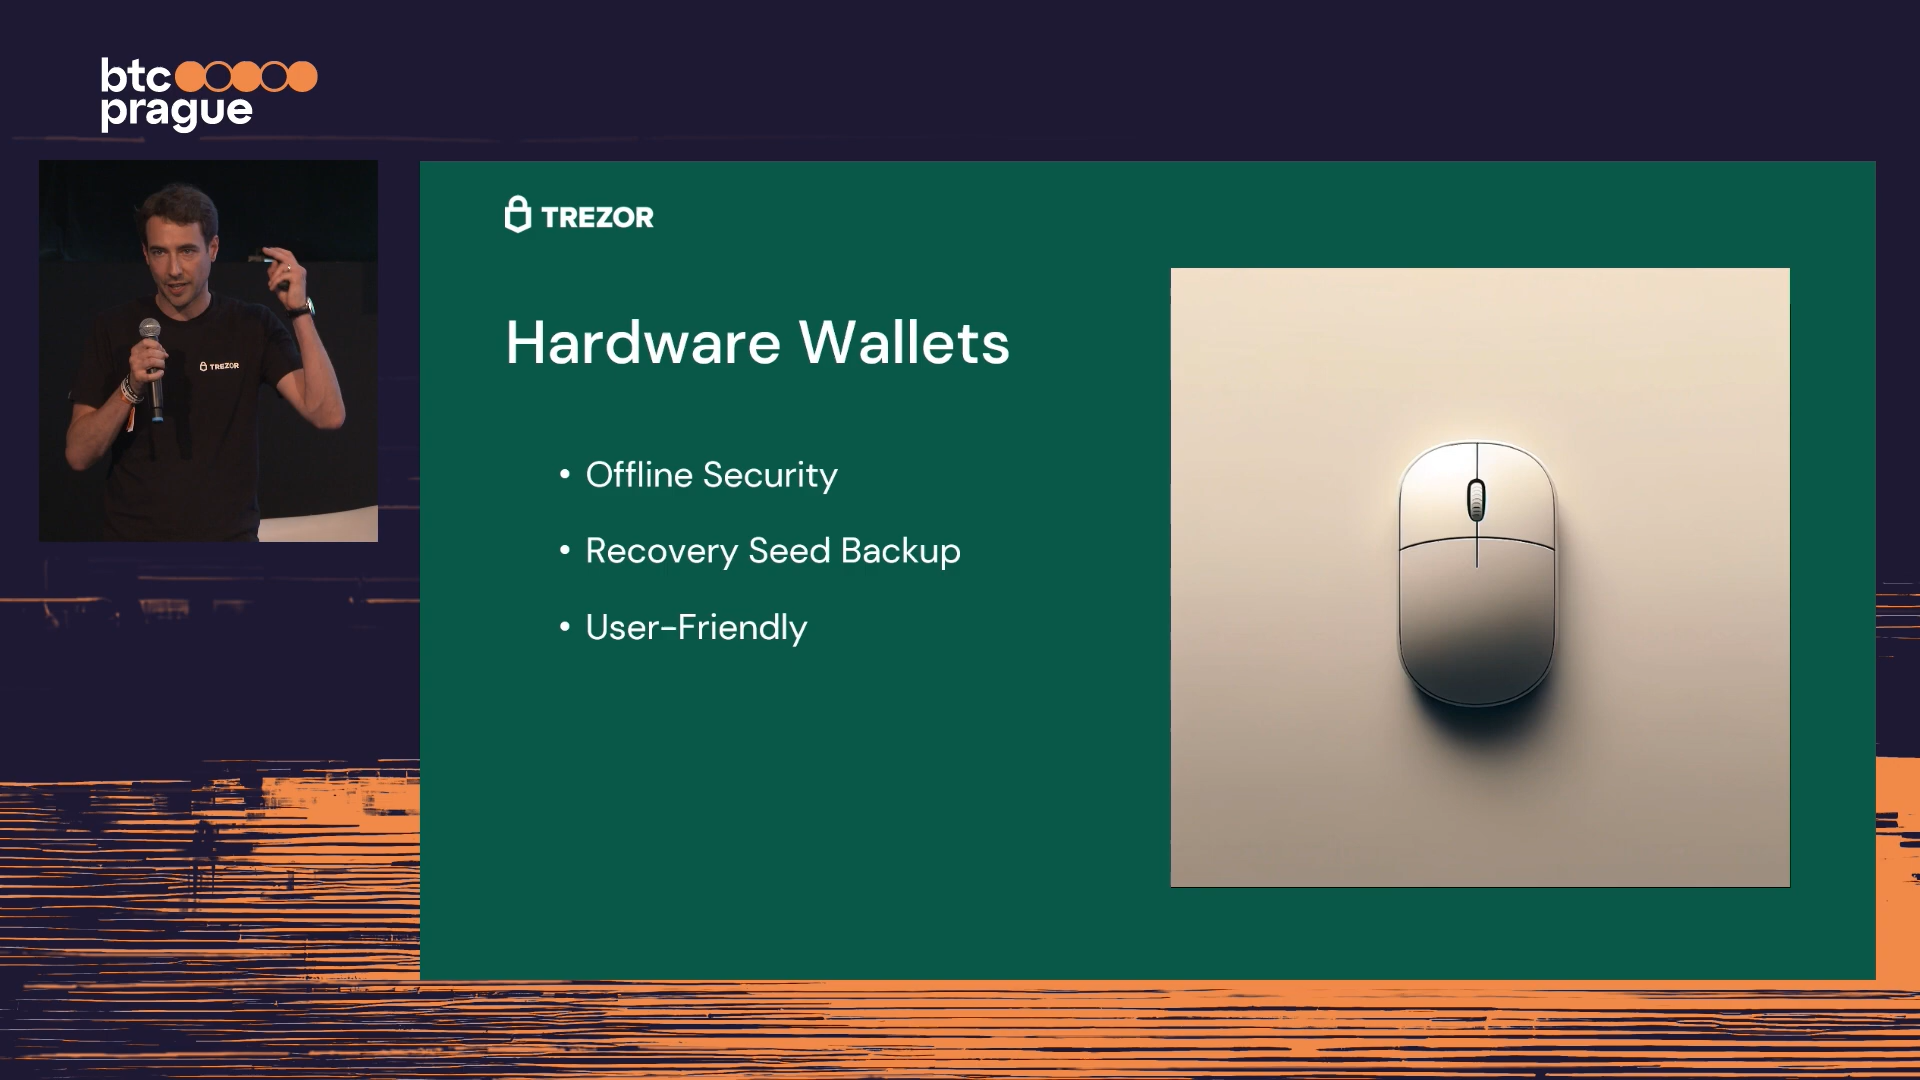 btc
prague
TREZOR
TREZOR
Hardware Wallets
• Offline Security
• Recovery Seed Backup
• User-Friendly